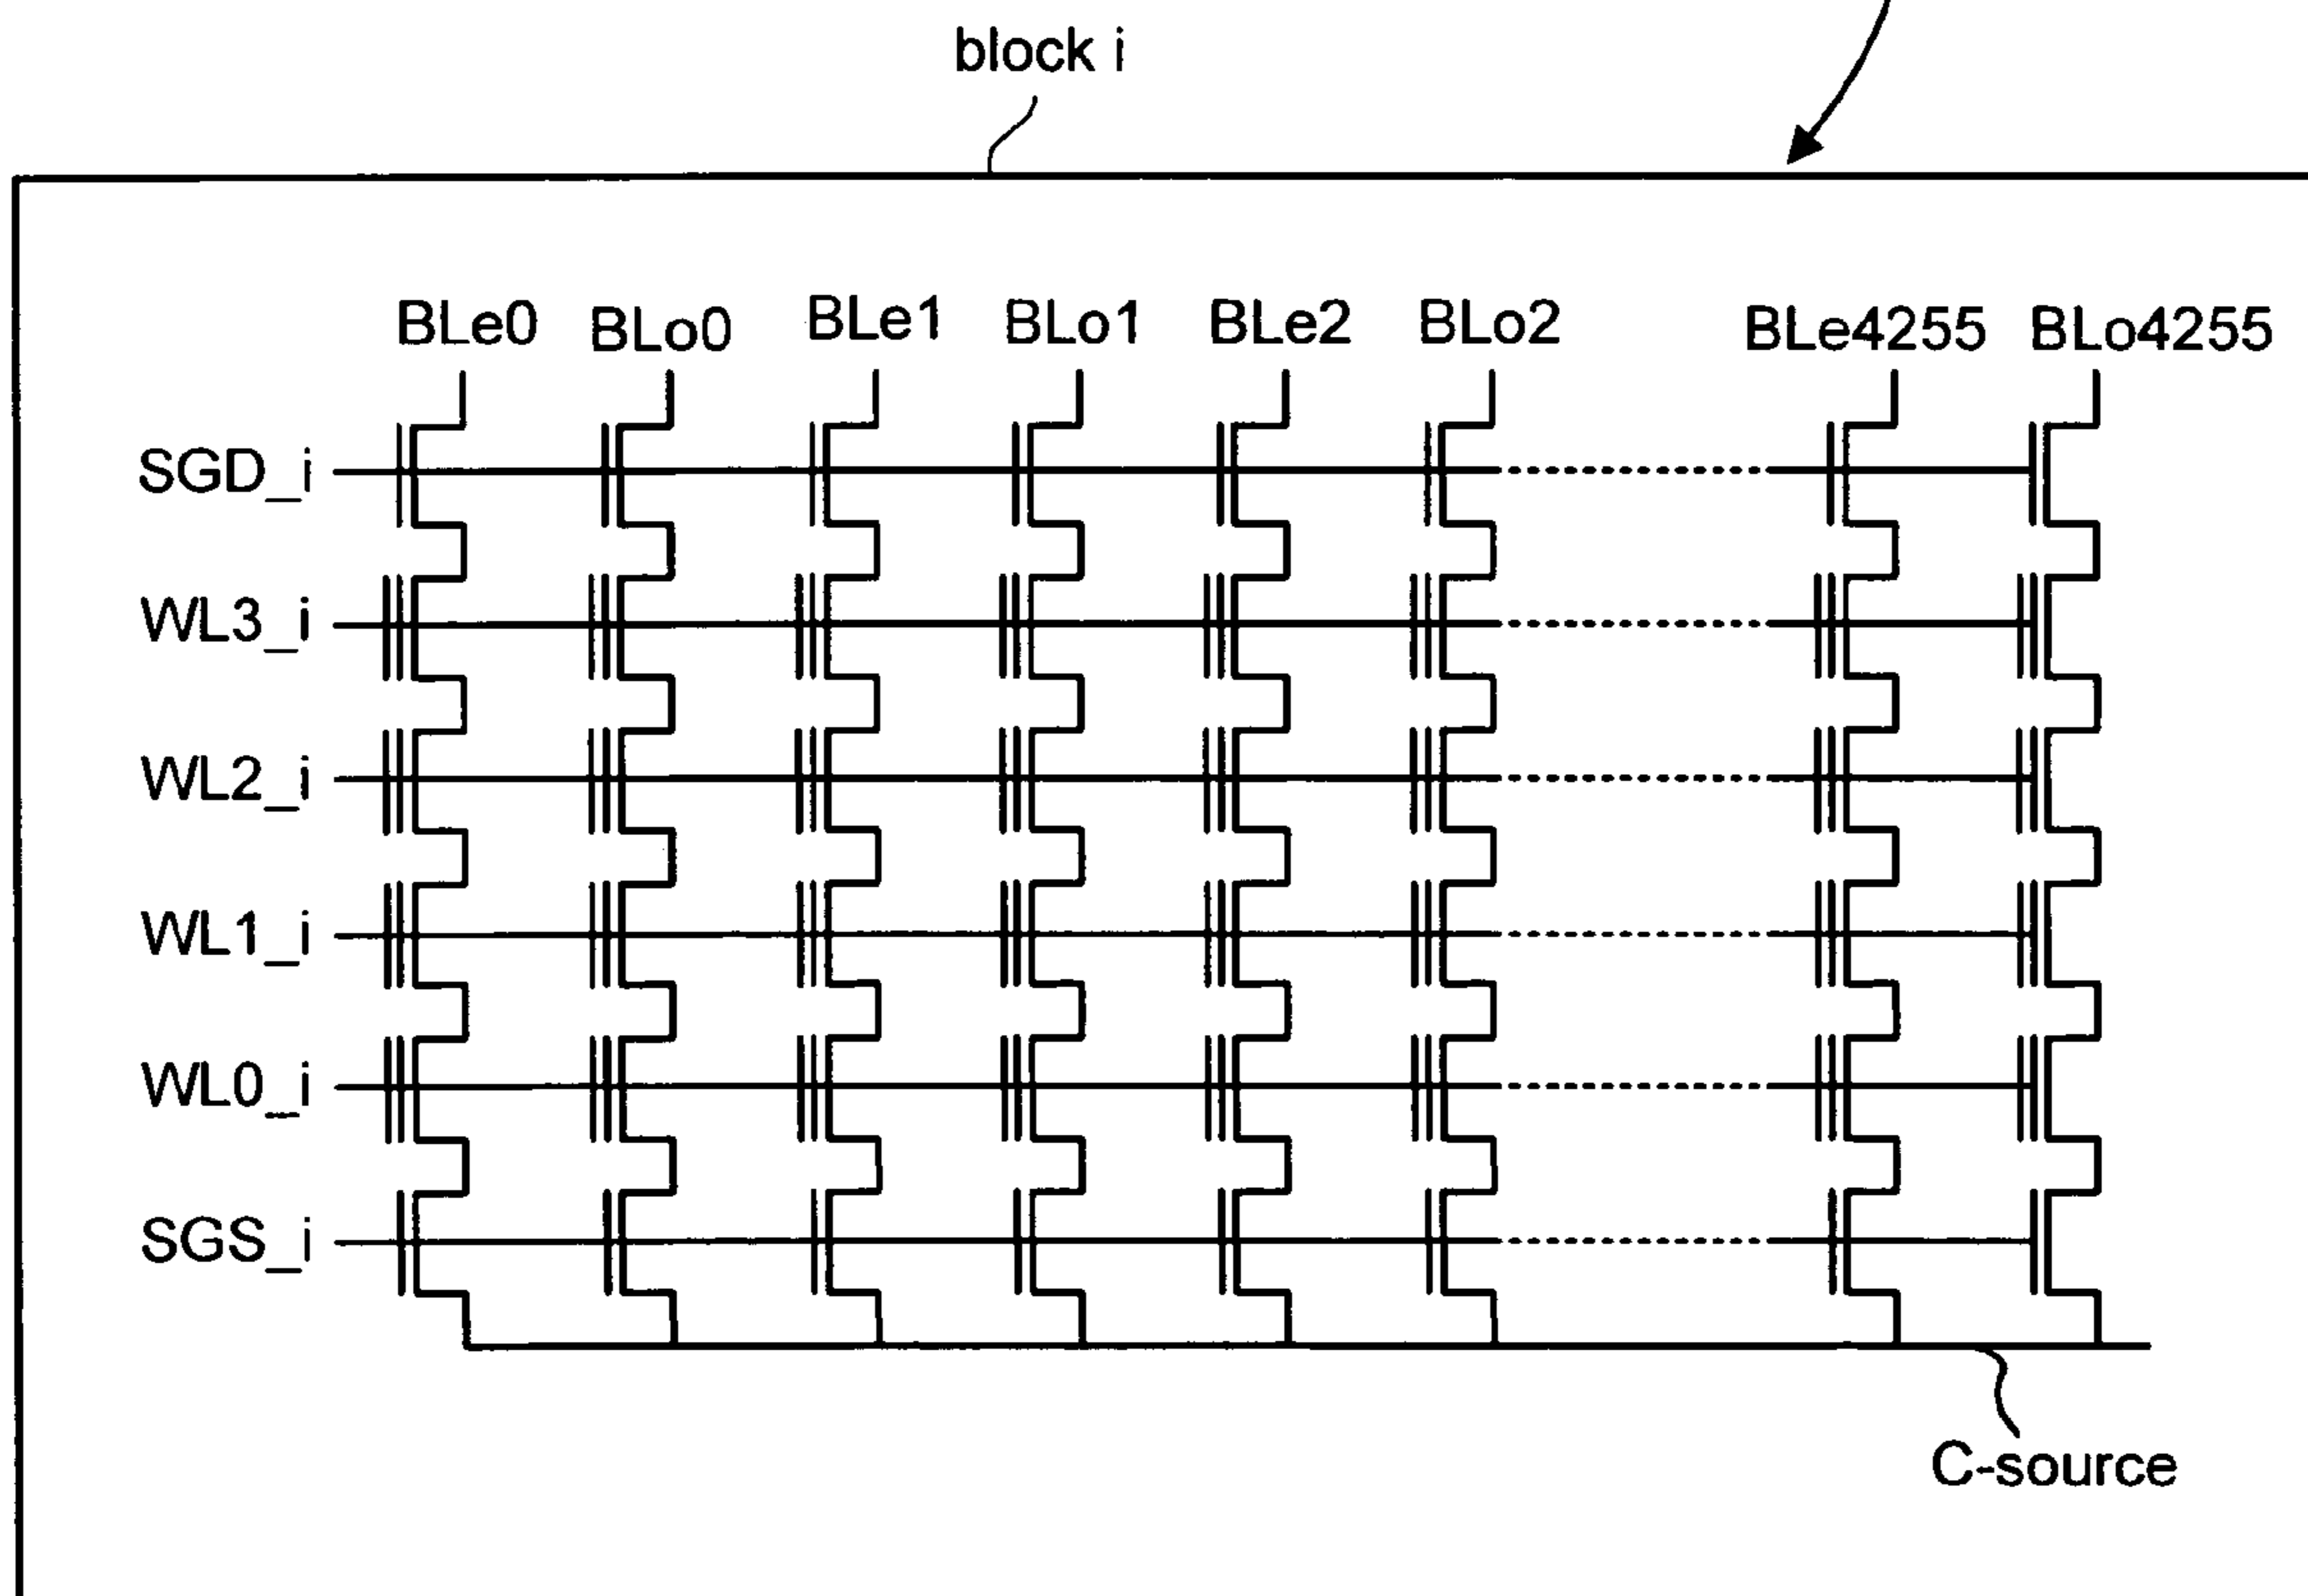 block i
BLe0 BLo0 BLe1 BLo1 BLe2 BLo2 BLe4255 BLo4255
SGD_i
WL3_i
WL2_i
WL1_i
WL0_i
SGS_i
C-source